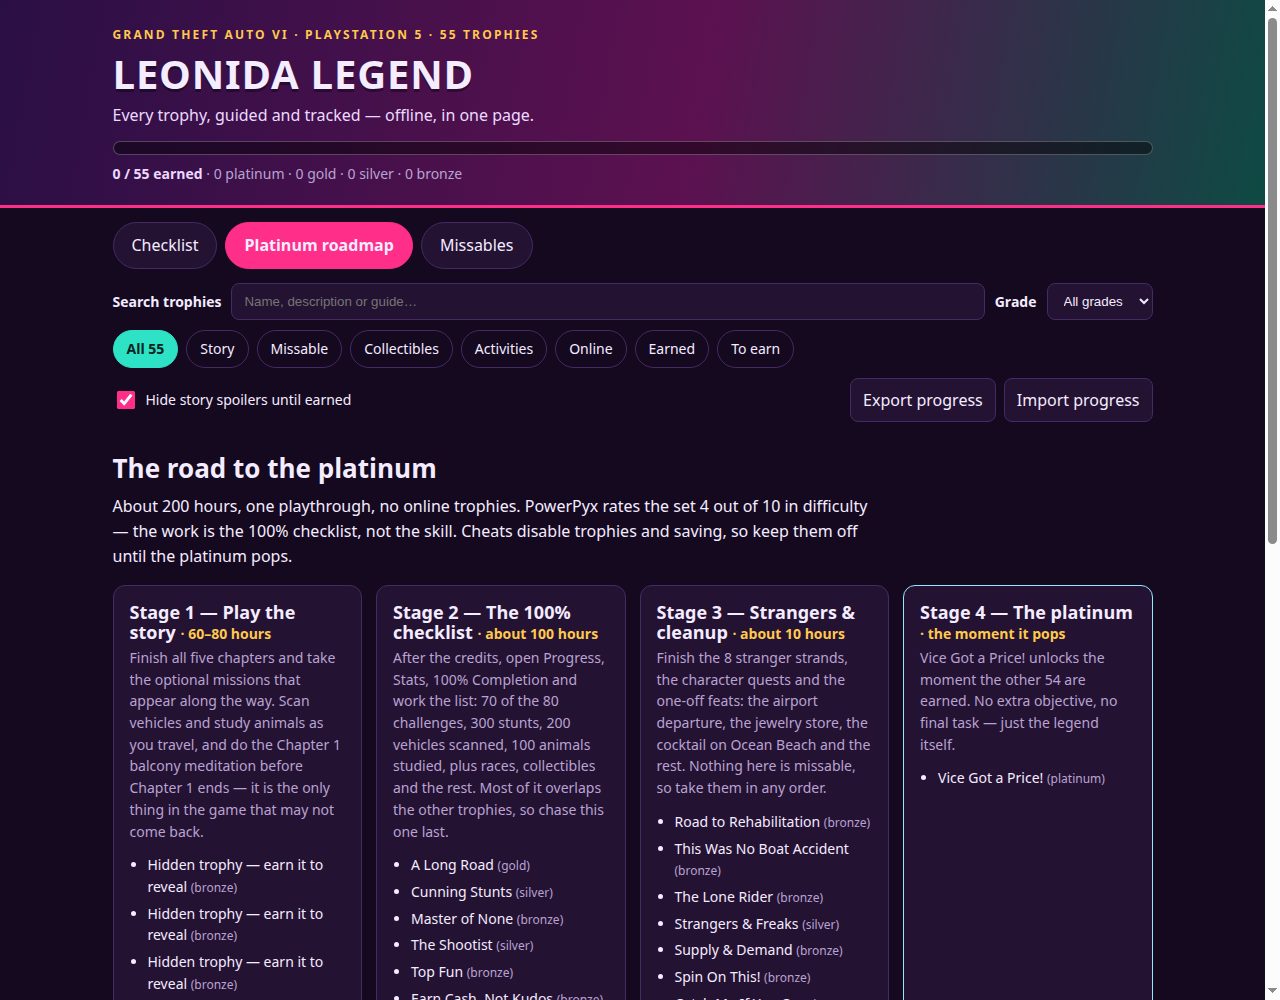 GRAND THEFT AUTO VI · PLAYSTATION 5 · 55 TROPHIES
LEONIDA LEGEND
Every trophy, guided and tracked — offline, in one page.
0 / 55 earned · 0 platinum · 0 gold · 0 silver · 0 bronze
Checklist
Platinum roadmap
Missables
Search trophies
Name, description or guide…
Grade
All grades
All 55
Story
Missable
Collectibles
Activities
Online
Earned
To earn
Hide story spoilers until earned
Export progress
Import progress
The road to the platinum
About 200 hours, one playthrough, no online trophies. PowerPyx rates the set 4 out of 10 in difficulty
— the work is the 100% checklist, not the skill. Cheats disable trophies and saving, so keep them off
until the platinum pops.
Stage 1 — Play the
story · 60–80 hours
Finish all five chapters and take
the optional missions that
appear along the way. Scan
vehicles and study animals as
you travel, and do the Chapter 1
balcony meditation before
Chapter 1 ends — it is the only
thing in the game that may not
come back.
Hidden trophy — earn it to
reveal (bronze)
Hidden trophy — earn it to
reveal (bronze)
Hidden trophy — earn it to
reveal (bronze)
Stage 2 — The 100%
checklist · about 100 hours
After the credits, open Progress,
Stats, 100% Completion and
work the list: 70 of the 80
challenges, 300 stunts, 200
vehicles scanned, 100 animals
studied, plus races, collectibles
and the rest. Most of it overlaps
the other trophies, so chase this
one last.
A Long Road (gold)
Cunning Stunts (silver)
Master of None (bronze)
The Shootist (silver)
Top Fun (bronze)
Earn Cash, Not Kudos (bronze)
Stage 3 — Strangers &
cleanup · about 10 hours
Finish the 8 stranger strands,
the character quests and the
one-off feats: the airport
departure, the jewelry store, the
cocktail on Ocean Beach and the
rest. Nothing here is missable,
so take them in any order.
Road to Rehabilitation (bronze)
This Was No Boat Accident
(bronze)
The Lone Rider (bronze)
Strangers & Freaks (silver)
Supply & Demand (bronze)
Spin On This! (bronze)
Stage 4 — The platinum
· the moment it pops
Vice Got a Price! unlocks the
moment the other 54 are
earned. No extra objective, no
final task — just the legend
itself.
Vice Got a Price! (platinum)